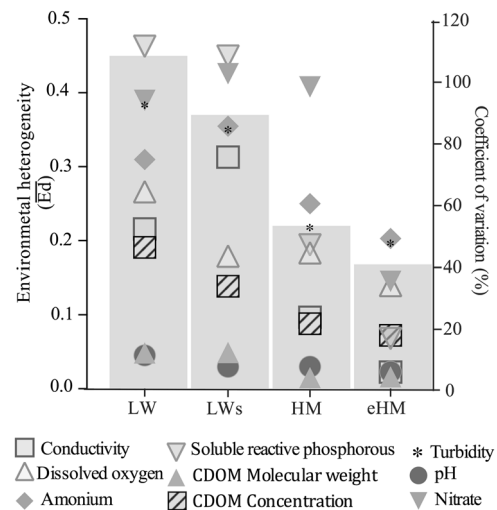 0.5
0.4
0.3
0.2
0.1
0.0
Environmetal heterogeneity
(Ed)
120
100
80
60
40
20
0
Coefficient of variation (%)
LW LWs HM eHM
Conductivity Soluble reactive phosphorous * Turbidity
Dissolved oxygen CDOM Molecular weight pH
Amonium CDOM Concentration Nitrate